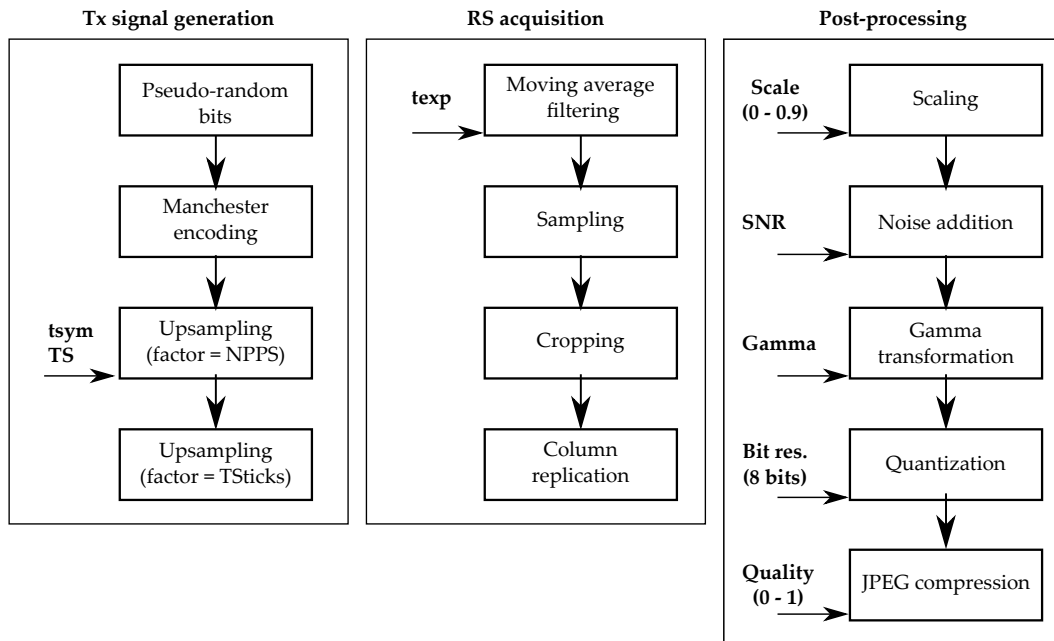 Tx signal generation
Pseudo-random
bits
Manchester
encoding
tsym
TS
Upsampling
(factor = NPPS)
Upsampling
(factor = TSticks)
RS acquisition
texp
Moving average
filtering
Sampling
Cropping
Column
replication
Post-processing
Scale
(0 - 0.9)
Scaling
SNR
Noise addition
Gamma
Gamma
transformation
Bit res.
(8 bits)
Quantization
Quality
(0 - 1)
JPEG compression